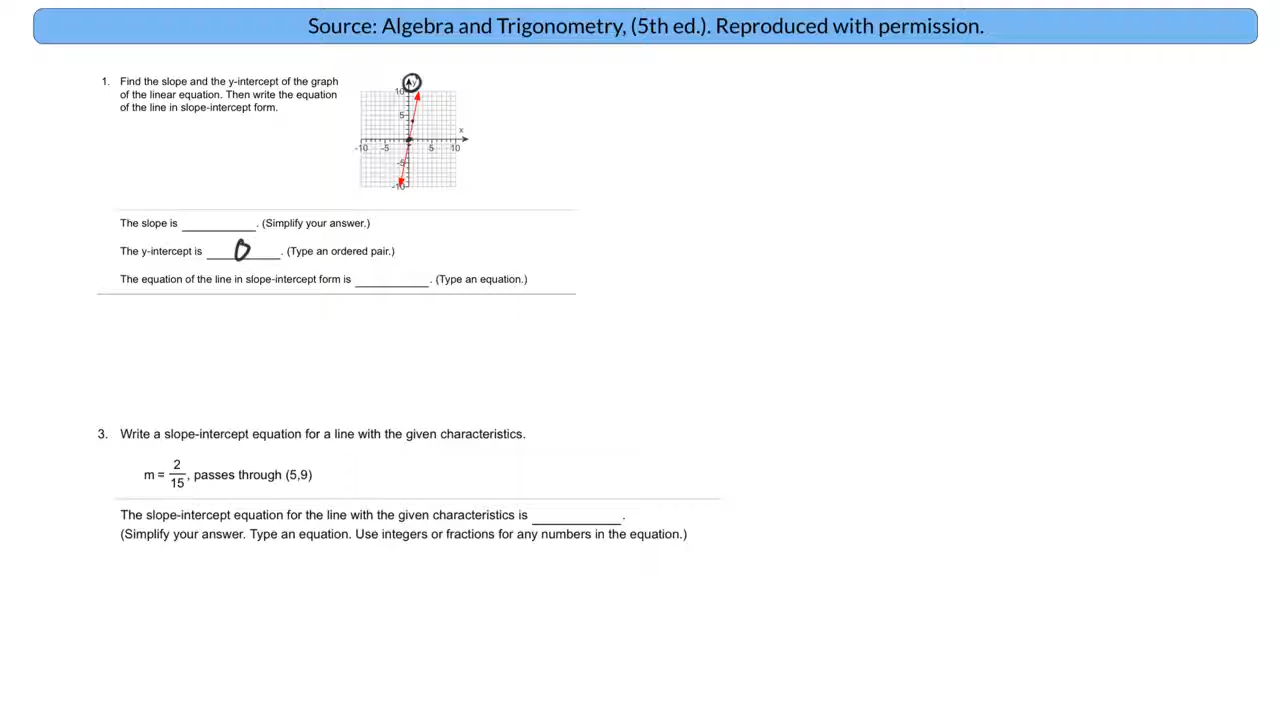 Source: Algebra and Trigonometry, (5th ed.). Reproduced with permission.
1. Find the slope and the y-intercept of the graph
of the linear equation. Then write the equation
of the line in slope-intercept form.
y
10
5
x
-10 -5 5 10
-5
-10
The slope is ________. (Simplify your answer.)
The y-intercept is 0. (Type an ordered pair.)
The equation of the line in slope-intercept form is ________. (Type an equation.)
3. Write a slope-intercept equation for a line with the given characteristics.
m = 2/15, passes through (5,9)
The slope-intercept equation for the line with the given characteristics is ________.
(Simplify your answer. Type an equation. Use integers or fractions for any numbers in the equation.)